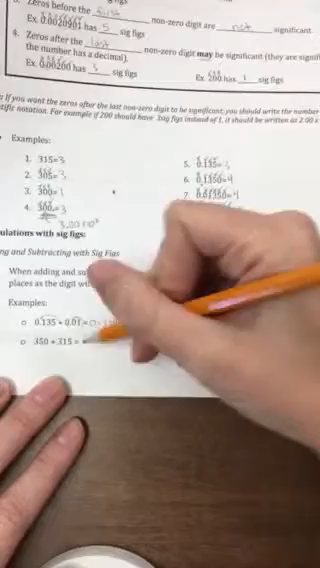 Zeros before the first non-zero digit are not significant.
Ex. 0.0020901 has 5 sig figs
4. Zeros after the last non-zero digit may be significant (they are signif
the number has a decimal).
Ex. 0.00200 has 3 sig figs Ex. 200 has 1 sig figs
: If you want the zeros after the last non-zero digit to be significant, you should write the number
tific notation. For example if 200 should have 3sig figs instead of 1, it should be written as 2.00 x
Examples:
1. 315=3 5. 0.135=3
2. 305=3 6. 0.1350=4
3. 300=1 7. 0.01350=4
4. 300.=3
3.00×10²
ulations with sig figs:
ng and Subtracting with Sig Figs
When adding and su
places as the digit wi
Examples:
o 0.135 + 0.01=
o 350 + 315 =